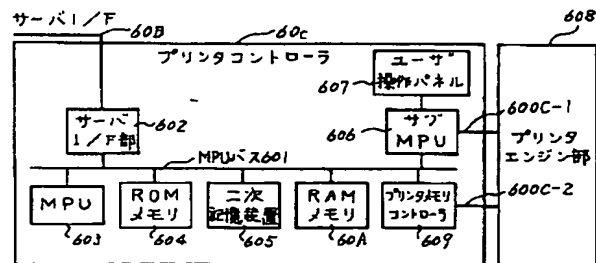 サーバI/F
60B
60C
608
プリンタコントローラ
ユーザ
操作パネル
607
サーバ
I/F部
602
606
サブ
MPU
600C-1
プリンタ
エンジン部
MPUバス601
600C-2
MPU
ROM
メモリ
二次
記憶装置
RAM
メモリ
プリンタメモリ
コントローラ
603
604
605
60A
609